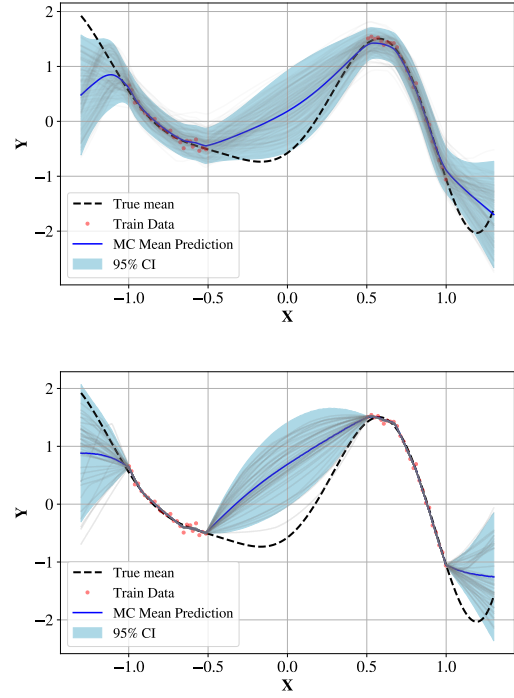 2
1
0
−1
−2
Y
True mean
Train Data
MC Mean Prediction
95% CI
−1.0 −0.5 0.0 0.5 1.0
X
2
1
0
−1
−2
Y
True mean
Train Data
MC Mean Prediction
95% CI
−1.0 −0.5 0.0 0.5 1.0
X